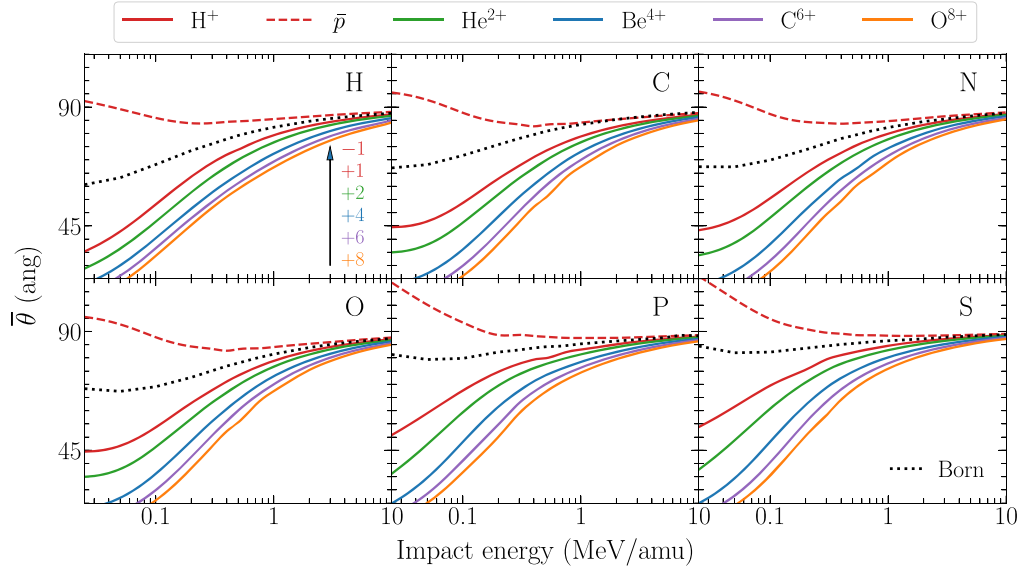 H⁺ p̄ He²⁺ Be⁴⁺ C⁶⁺ O⁸⁺
H C N
90
45
−1
+1
+2
+4
+6
+8
O P S
90
45
Born
0.1 1 10 0.1 1 10 0.1 1 10
θ̄ (ang)
Impact energy (MeV/amu)